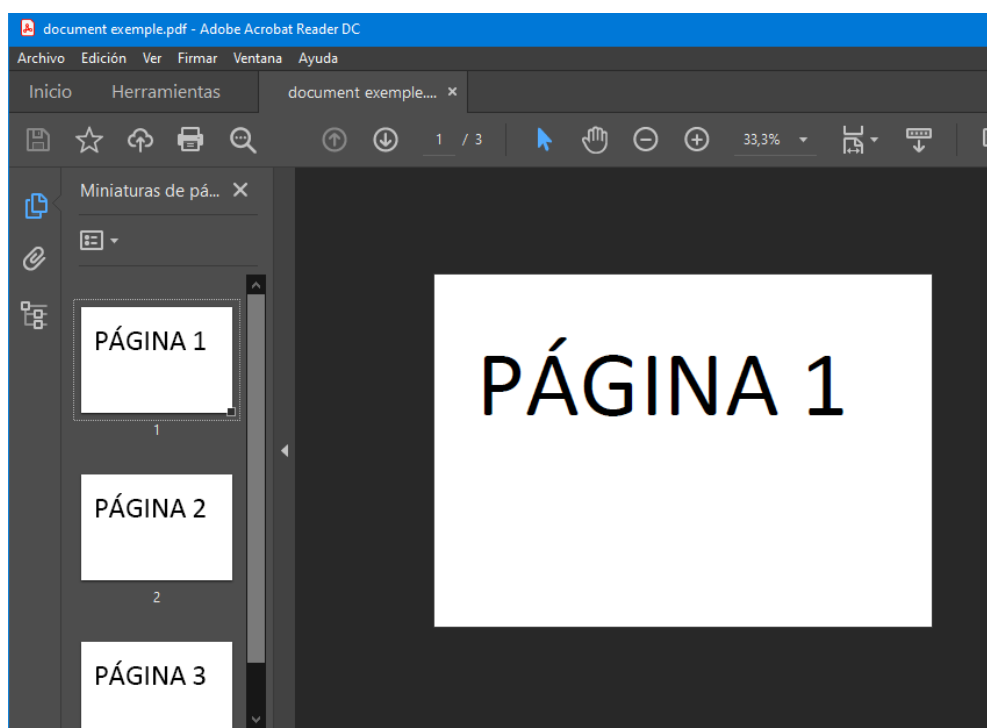 document exemple.pdf - Adobe Acrobat Reader DC
Archivo Edición Ver Firmar Ventana Ayuda
Inicio Herramientas document exemple.... ×
1 / 3 33,3%
Miniaturas de pá... ×
PÁGINA 1
1
PÁGINA 2
2
PÁGINA 3
PÁGINA 1